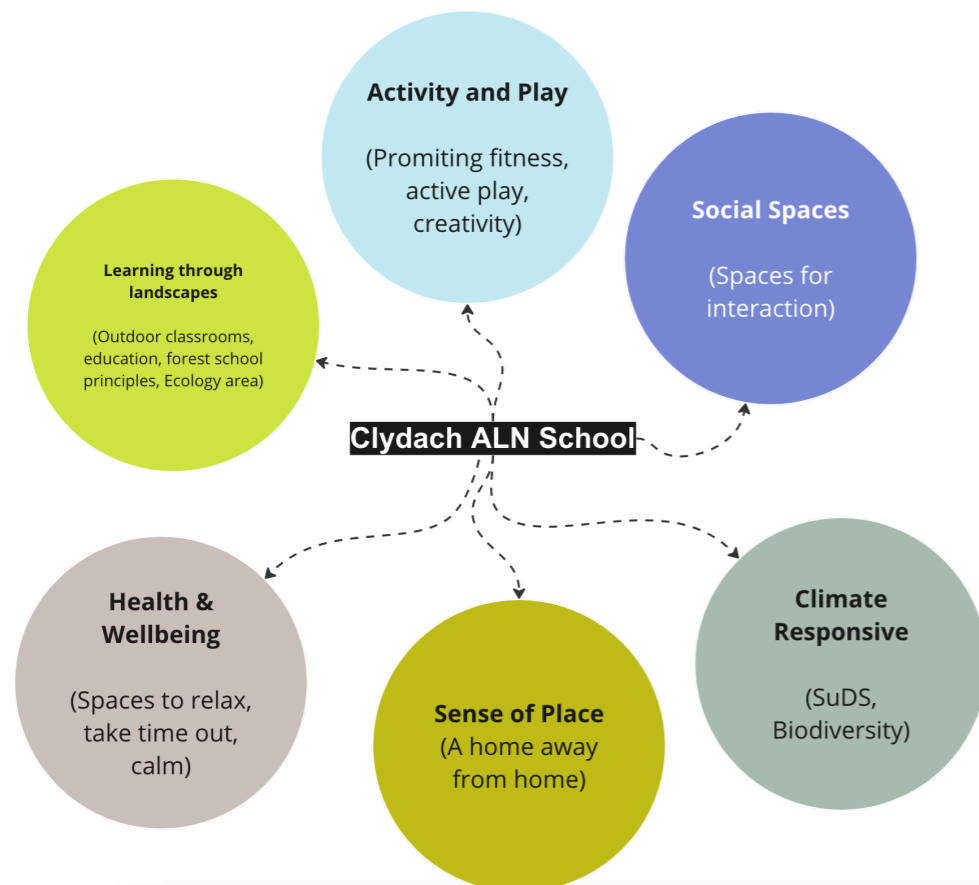 Activity and Play
(Promiting fitness,
active play,
creativity)
Social Spaces
(Spaces for
interaction)
Learning through
landscapes
(Outdoor classrooms,
education, forest school
principles, Ecology area)
Clydach ALN School
Health &
Wellbeing
(Spaces to relax,
take time out,
calm)
Sense of Place
(A home away
from home)
Climate
Responsive
(SuDS,
Biodiversity)